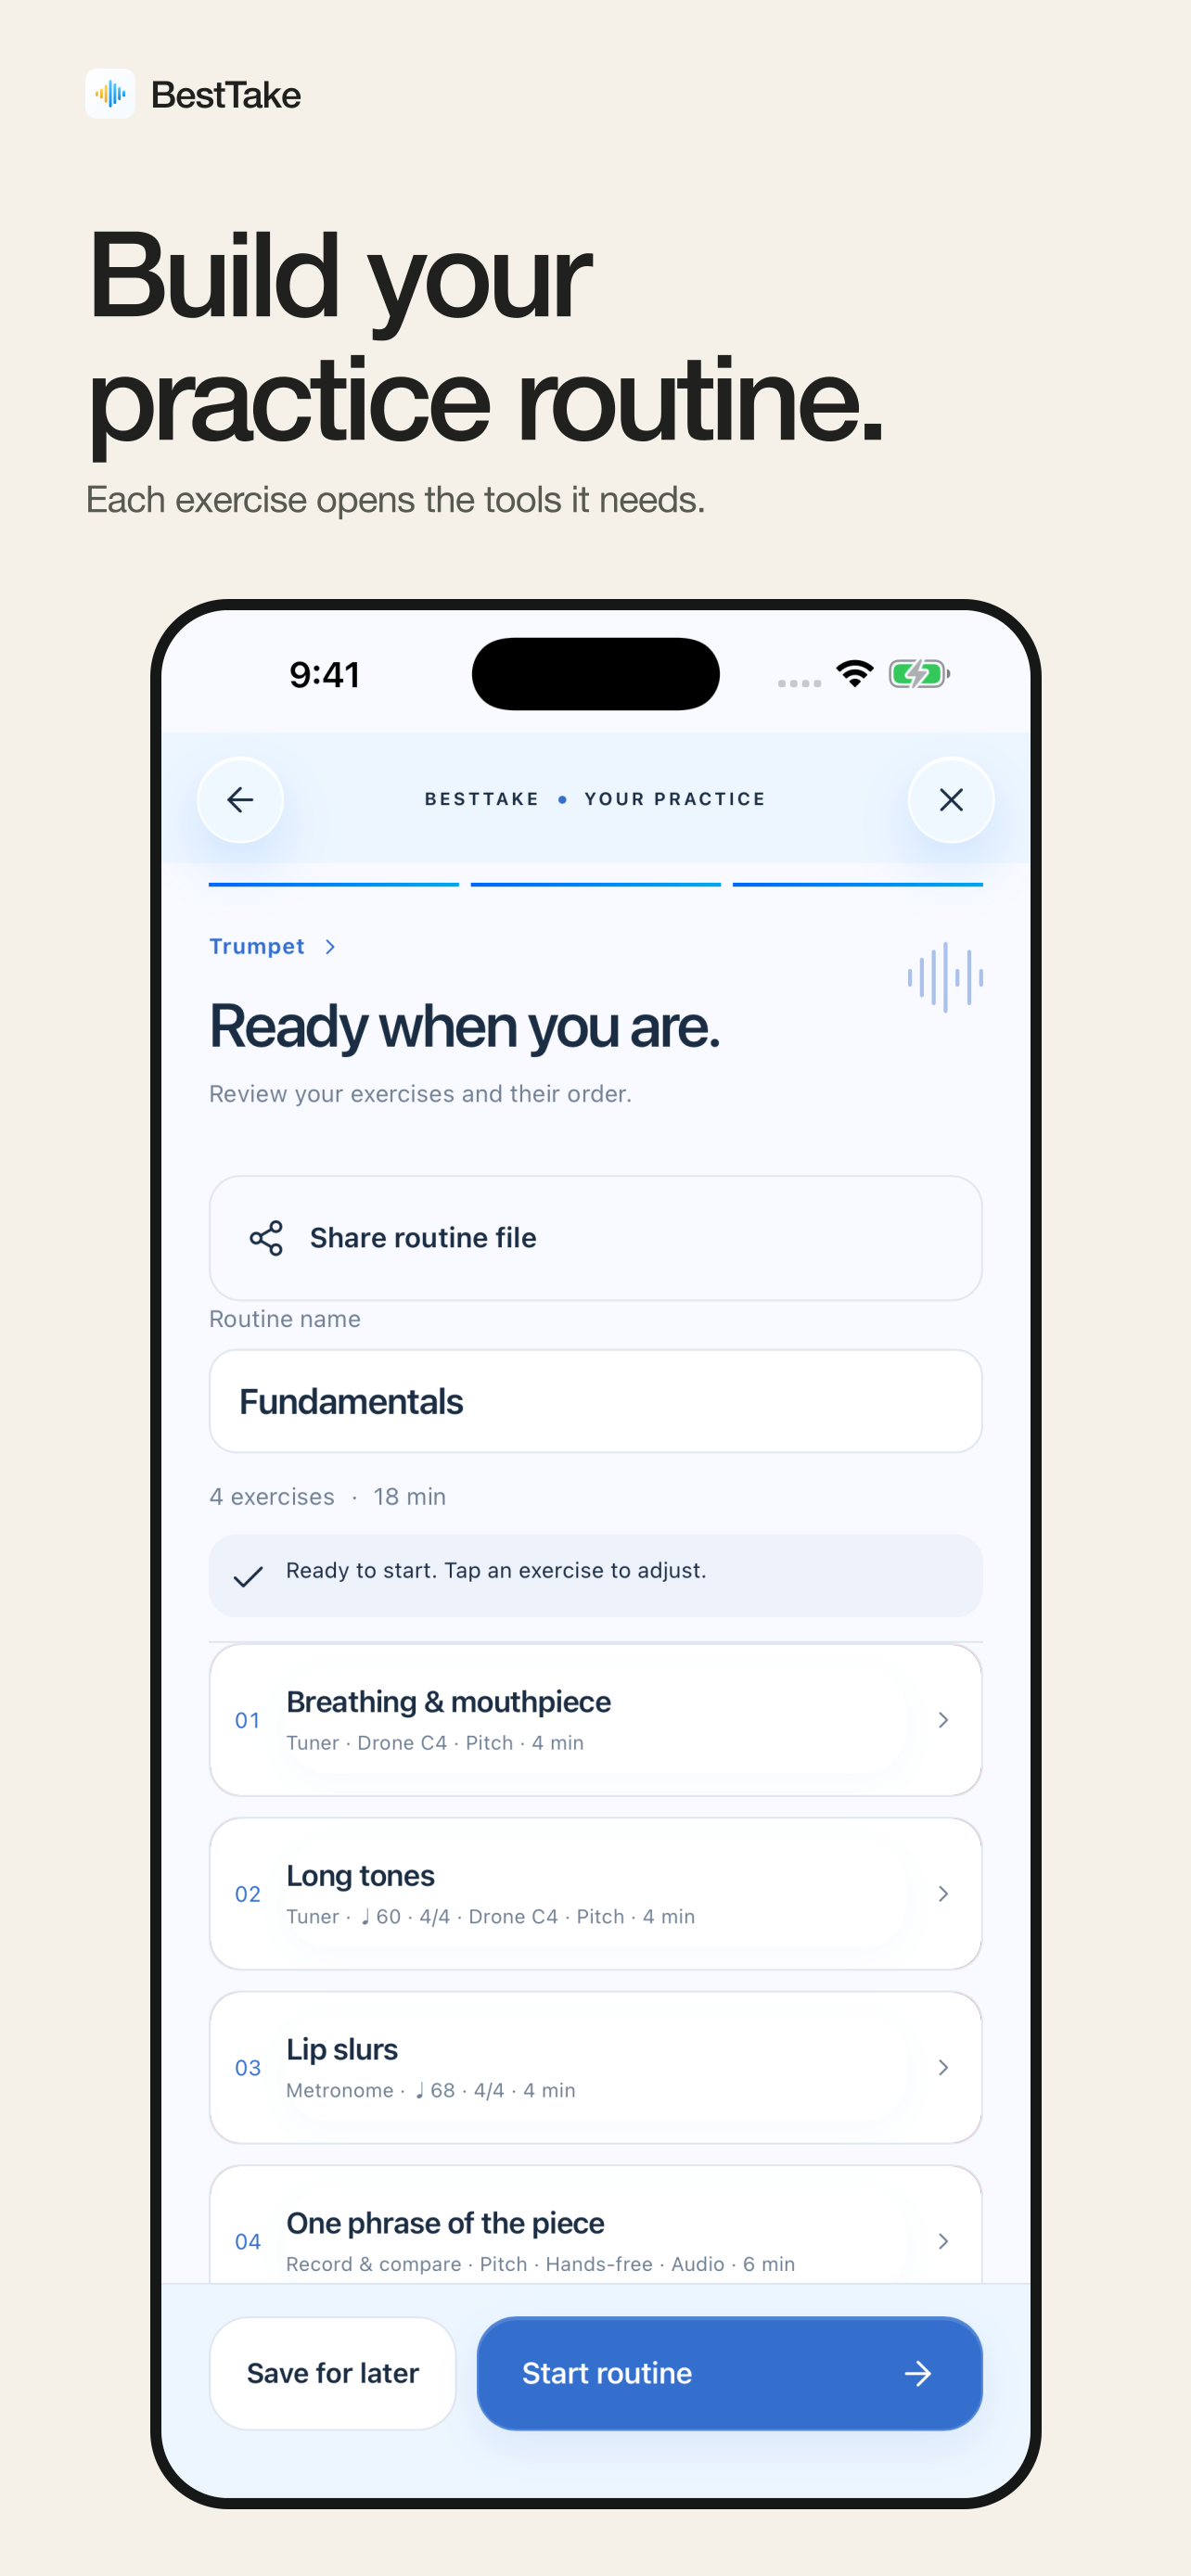 BestTake
Build your
practice routine.
Each exercise opens the tools it needs.
9:41
BESTTAKE • YOUR PRACTICE
Trumpet
Ready when you are.
Review your exercises and their order.
Share routine file
Routine name
Fundamentals
4 exercises · 18 min
Ready to start. Tap an exercise to adjust.
01
Breathing & mouthpiece
Tuner · Drone C4 · Pitch · 4 min
02
Long tones
Tuner · ♩ 60 · 4/4 · Drone C4 · Pitch · 4 min
03
Lip slurs
Metronome · ♩ 68 · 4/4 · 4 min
04
One phrase of the piece
Record & compare · Pitch · Hands-free · Audio · 6 min
Save for later
Start routine